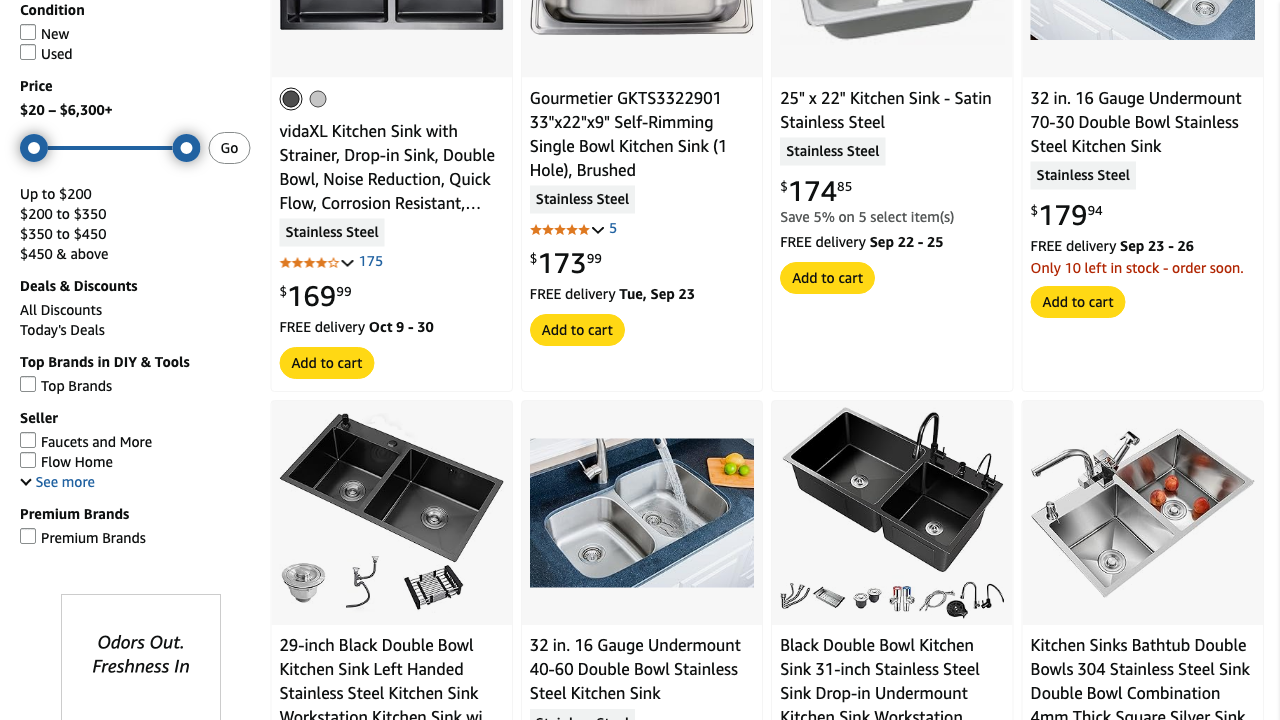 Condition
New
Used
Price
$20 – $6,300+
Go
Up to $200
$200 to $350
$350 to $450
$450 & above
Deals & Discounts
All Discounts
Today's Deals
Top Brands in DIY & Tools
Top Brands
Seller
Faucets and More
Flow Home
See more
Premium Brands
Premium Brands
Odors Out.
Freshness In
vidaXL Kitchen Sink with
Strainer, Drop-in Sink, Double
Bowl, Noise Reduction, Quick
Flow, Corrosion Resistant,…
Stainless Steel
175
$169.99
FREE delivery Oct 9 - 30
Add to cart
Gourmetier GKTS3322901
33"x22"x9" Self-Rimming
Single Bowl Kitchen Sink (1
Hole), Brushed
Stainless Steel
5
$173.99
FREE delivery Tue, Sep 23
Add to cart
25" x 22" Kitchen Sink - Satin
Stainless Steel
Stainless Steel
$174.85
Save 5% on 5 select item(s)
FREE delivery Sep 22 - 25
Add to cart
32 in. 16 Gauge Undermount
70-30 Double Bowl Stainless
Steel Kitchen Sink
Stainless Steel
$179.94
FREE delivery Sep 23 - 26
Only 10 left in stock - order soon.
Add to cart
29-inch Black Double Bowl
Kitchen Sink Left Handed
Stainless Steel Kitchen Sink
Workstation Kitchen Sink wi
32 in. 16 Gauge Undermount
40-60 Double Bowl Stainless
Steel Kitchen Sink
Stainless Steel
Black Double Bowl Kitchen
Sink 31-inch Stainless Steel
Sink Drop-in Undermount
Kitchen Sink Workstation
Kitchen Sinks Bathtub Double
Bowls 304 Stainless Steel Sink
Double Bowl Combination
4mm Thick Square Silver Sink